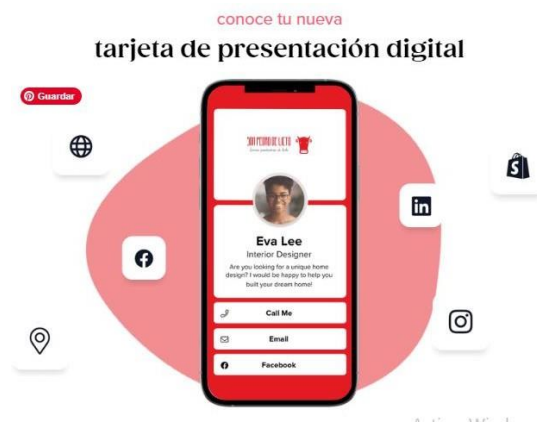 conoce tu nueva
tarjeta de presentación digital
Guardar
Eva Lee
Interior Designer
Are you looking for a unique home
design? I would be happy to help you
built your dream home!
Call Me
Email
Facebook